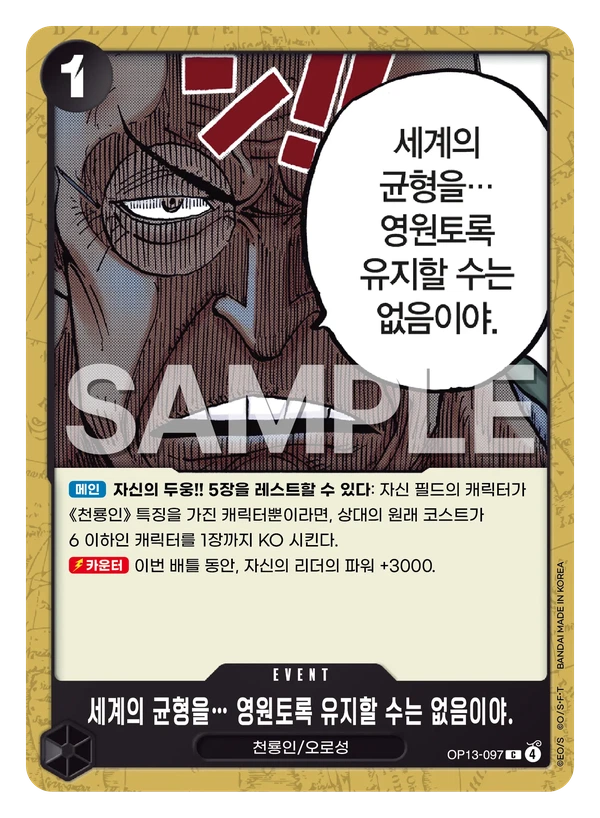 1
ン!!
세계의
균형을…
영원토록
유지할 수는
없음이야.
SAMPLE
메인 자신의 두웅!! 5장을 레스트할 수 있다: 자신 필드의 캐릭터가
《천룡인》 특징을 가진 캐릭터뿐이라면, 상대의 원래 코스트가
6 이하인 캐릭터를 1장까지 KO 시킨다.
카운터 이번 배틀 동안, 자신의 리더의 파워 +3000.
EVENT
세계의 균형을… 영원토록 유지할 수는 없음이야.
천룡인/오로성
OP13-097 C 4
©EO/S ©O/S·F·T BANDAI MADE IN KOREA